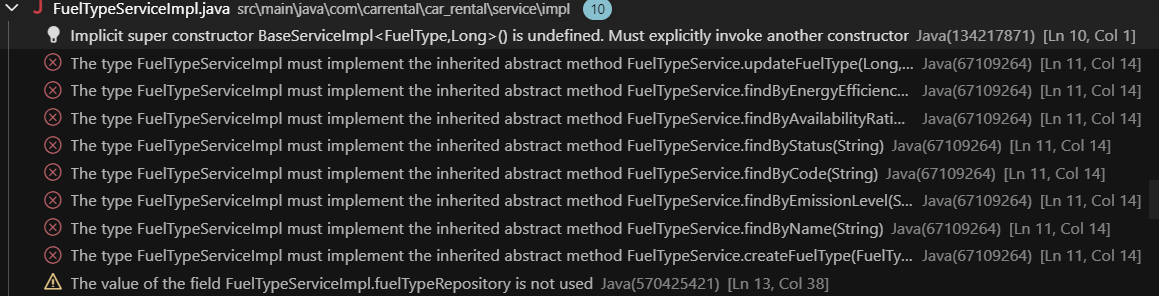 FuelTypeServiceImpl.java src\main\java\com\carrental\car_rental\service\impl 10
Implicit super constructor BaseServiceImpl<FuelType,Long>() is undefined. Must explicitly invoke another constructor Java(134217871) [Ln 10, Col 1]
The type FuelTypeServiceImpl must implement the inherited abstract method FuelTypeService.updateFuelType(Long,... Java(67109264) [Ln 11, Col 14]
The type FuelTypeServiceImpl must implement the inherited abstract method FuelTypeService.findByEnergyEfficienc... Java(67109264) [Ln 11, Col 14]
The type FuelTypeServiceImpl must implement the inherited abstract method FuelTypeService.findByAvailabilityRati... Java(67109264) [Ln 11, Col 14]
The type FuelTypeServiceImpl must implement the inherited abstract method FuelTypeService.findByStatus(String) Java(67109264) [Ln 11, Col 14]
The type FuelTypeServiceImpl must implement the inherited abstract method FuelTypeService.findByCode(String) Java(67109264) [Ln 11, Col 14]
The type FuelTypeServiceImpl must implement the inherited abstract method FuelTypeService.findByEmissionLevel(S... Java(67109264) [Ln 11, Col 14]
The type FuelTypeServiceImpl must implement the inherited abstract method FuelTypeService.findByName(String) Java(67109264) [Ln 11, Col 14]
The type FuelTypeServiceImpl must implement the inherited abstract method FuelTypeService.createFuelType(FuelTy... Java(67109264) [Ln 11, Col 14]
The value of the field FuelTypeServiceImpl.fuelTypeRepository is not used Java(570425421) [Ln 13, Col 38]